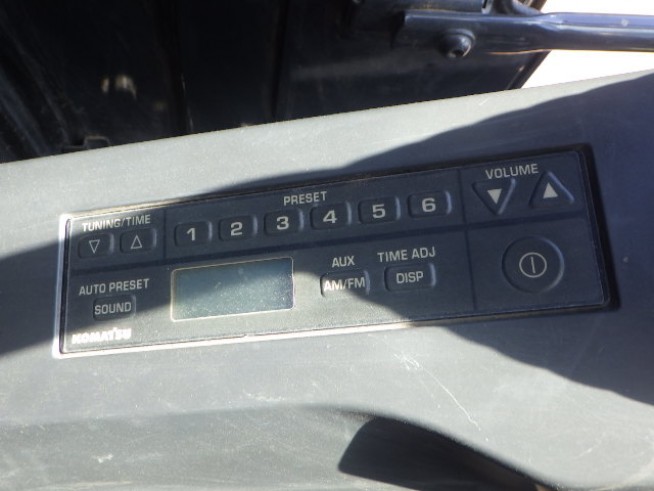 TUNING/TIME
PRESET
VOLUME
1 2 3 4 5 6
AUTO PRESET
SOUND
AUX
AM/FM
TIME ADJ
DISP
KOMATSU